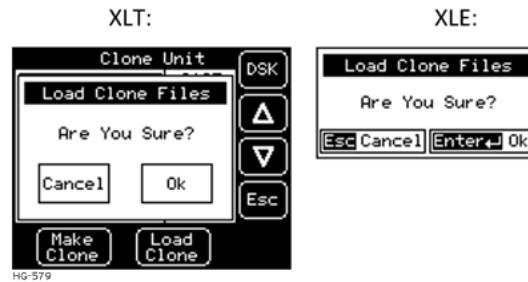 XLT:
Clone Unit
DSK
Load Clone Files
Are You Sure?
Cancel
Ok
Esc
Make
Clone
Load
Clone
HG-579
XLE:
Load Clone Files
Are You Sure?
Esc Cancel Enter↵ Ok